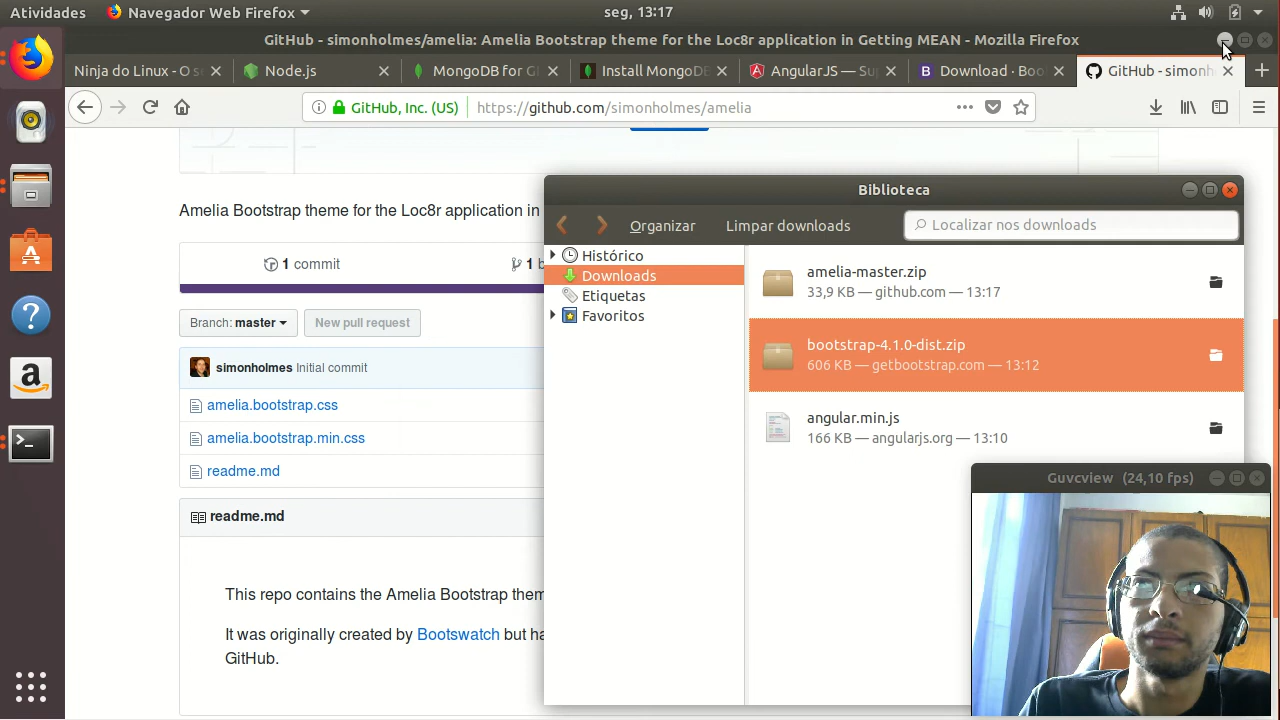 Atividades
Navegador Web Firefox
seg, 13:17
GitHub - simonholmes/amelia: Amelia Bootstrap theme for the Loc8r application in Getting MEAN - Mozilla Firefox
Ninja do Linux - O s
Node.js
MongoDB for G
Install MongoDB
AngularJS — Sup
Download · Boo
GitHub - simonh
GitHub, Inc. (US)
https://github.com/simonholmes/amelia
Amelia Bootstrap theme for the Loc8r application in
1 commit
1 b
Branch: master
New pull request
simonholmes Initial commit
amelia.bootstrap.css
amelia.bootstrap.min.css
readme.md
readme.md
This repo contains the Amelia Bootstrap them
It was originally created by Bootswatch but ha
GitHub.
Biblioteca
Organizar
Limpar downloads
Localizar nos downloads
Histórico
Downloads
Etiquetas
Favoritos
amelia-master.zip
33,9 KB — github.com — 13:17
bootstrap-4.1.0-dist.zip
606 KB — getbootstrap.com — 13:12
angular.min.js
166 KB — angularjs.org — 13:10
Guvcview (24,10 fps)